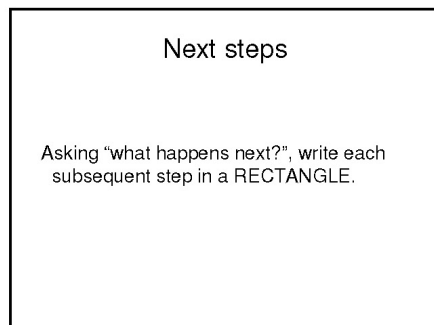 Next steps
Asking “what happens next?”, write each
subsequent step in a RECTANGLE.